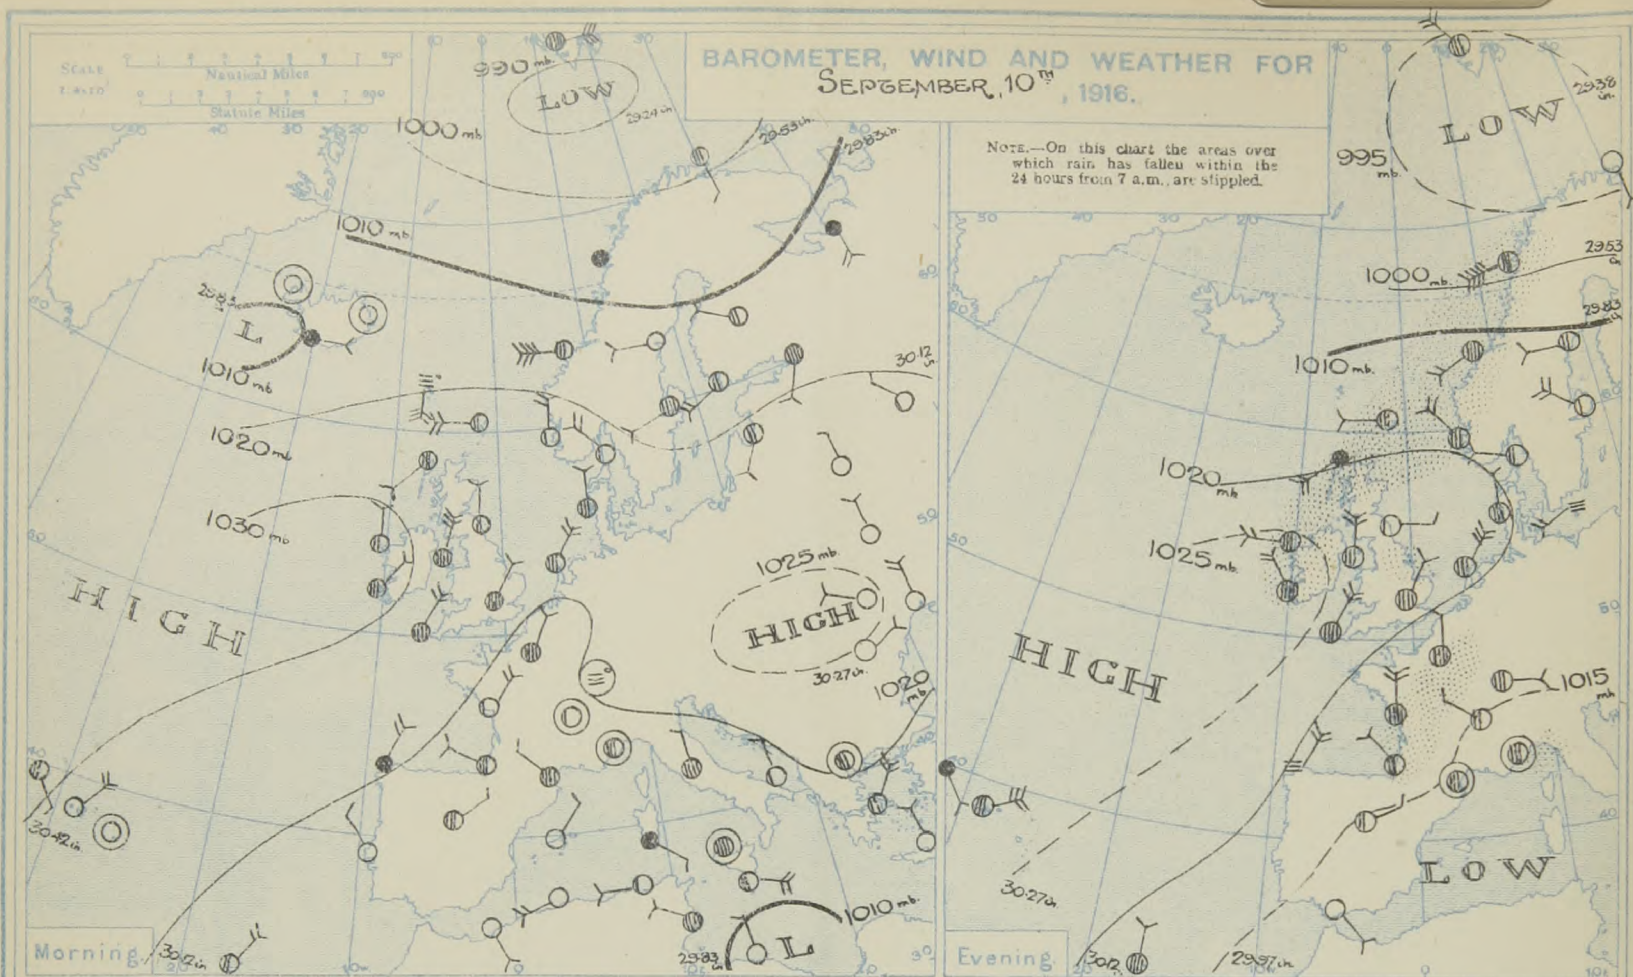 SCALE
Nautical Miles
Statute Miles
BAROMETER, WIND AND WEATHER FOR
SEPTEMBER, 10TH, 1916.
NOTE.—On this chart the areas over
which rain has fallen within the
24 hours from 7 a.m., are stippled.
990 mb.
LOW
29.24 in
1000 mb
29.53 in.
29.83 in.
1010 mb.
29.83
L
1010 mb
30.12
in
1020 mb
1030 mb
HIGH
1025 mb.
HIGH
30.27 in.
1020
mb
30.42 in.
1010 mb.
29.83
in
L
30.12 in
Morning
LOW
29.38
in.
995
mb.
1000 mb.
29.53
in
29.83
1010 mb.
1020
mb
1025 mb.
HIGH
1015
mb
30.27 in.
LOW
30.12
29.97 in.
Evening